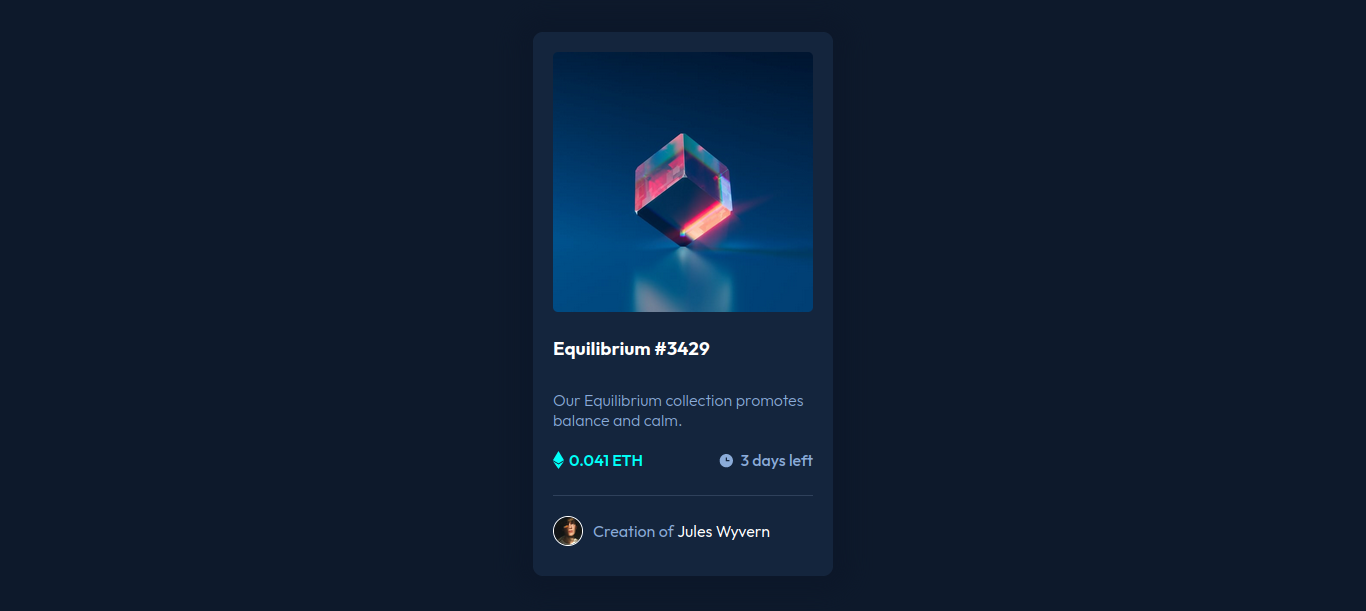 Equilibrium #3429
Our Equilibrium collection promotes
balance and calm.
0.041 ETH 3 days left
Creation of Jules Wyvern